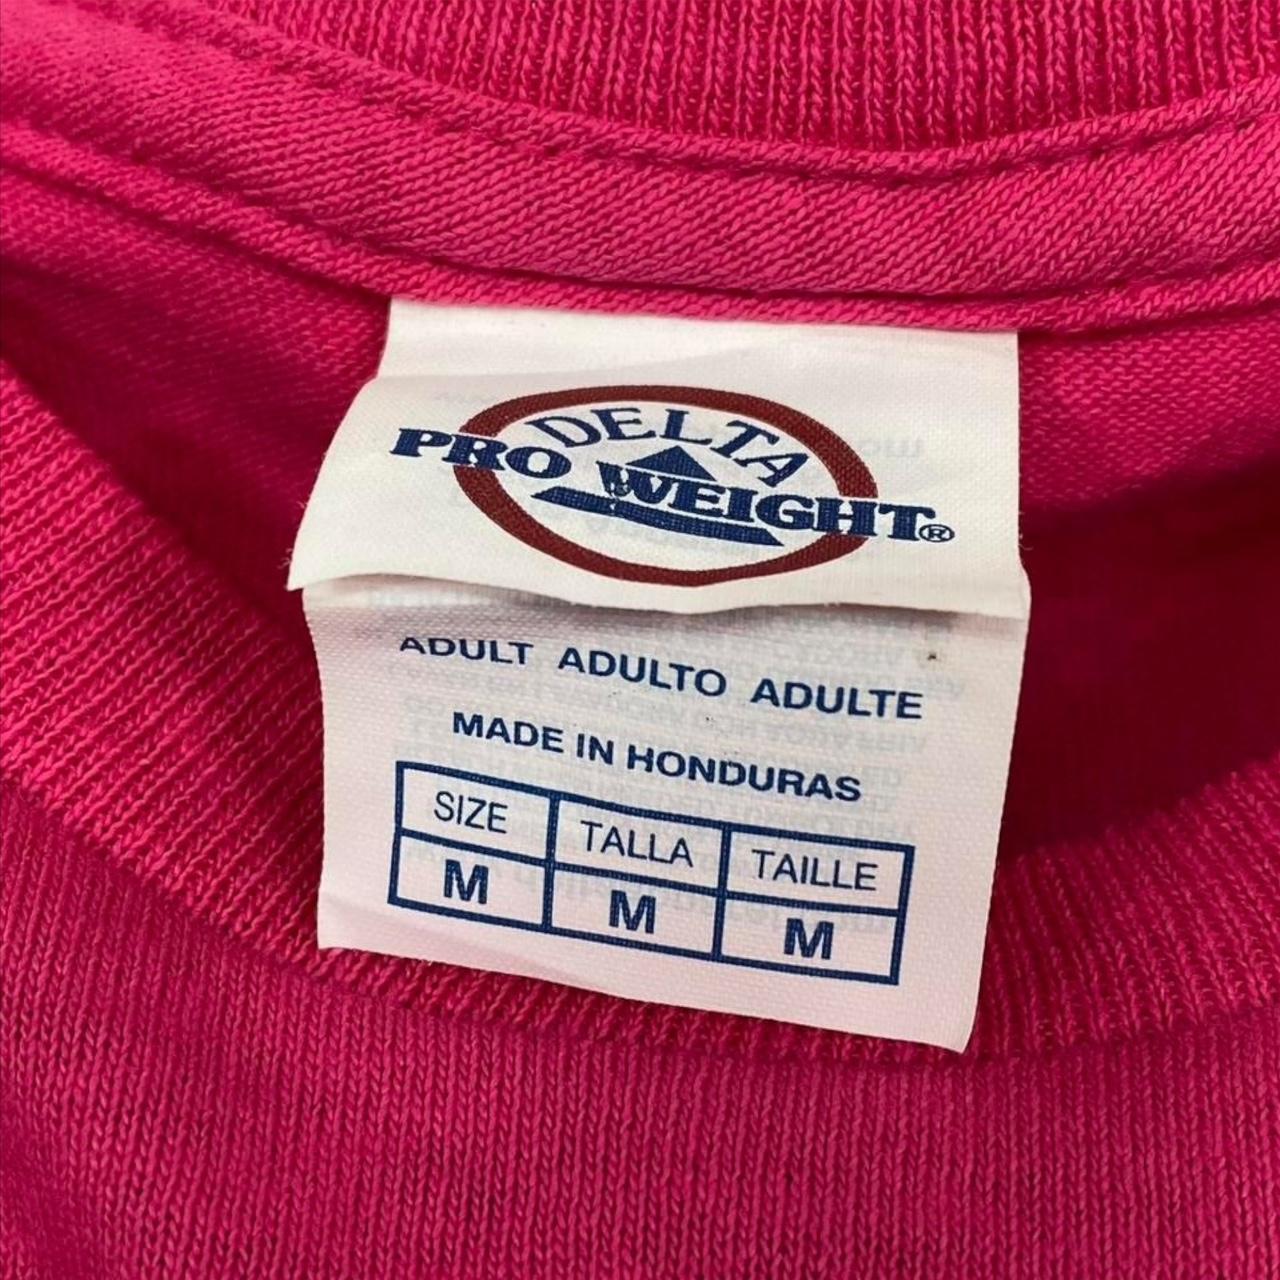 DELTA
PRO WEIGHT®
ADULT ADULTO ADULTE
MADE IN HONDURAS
SIZE TALLA TAILLE
M M M